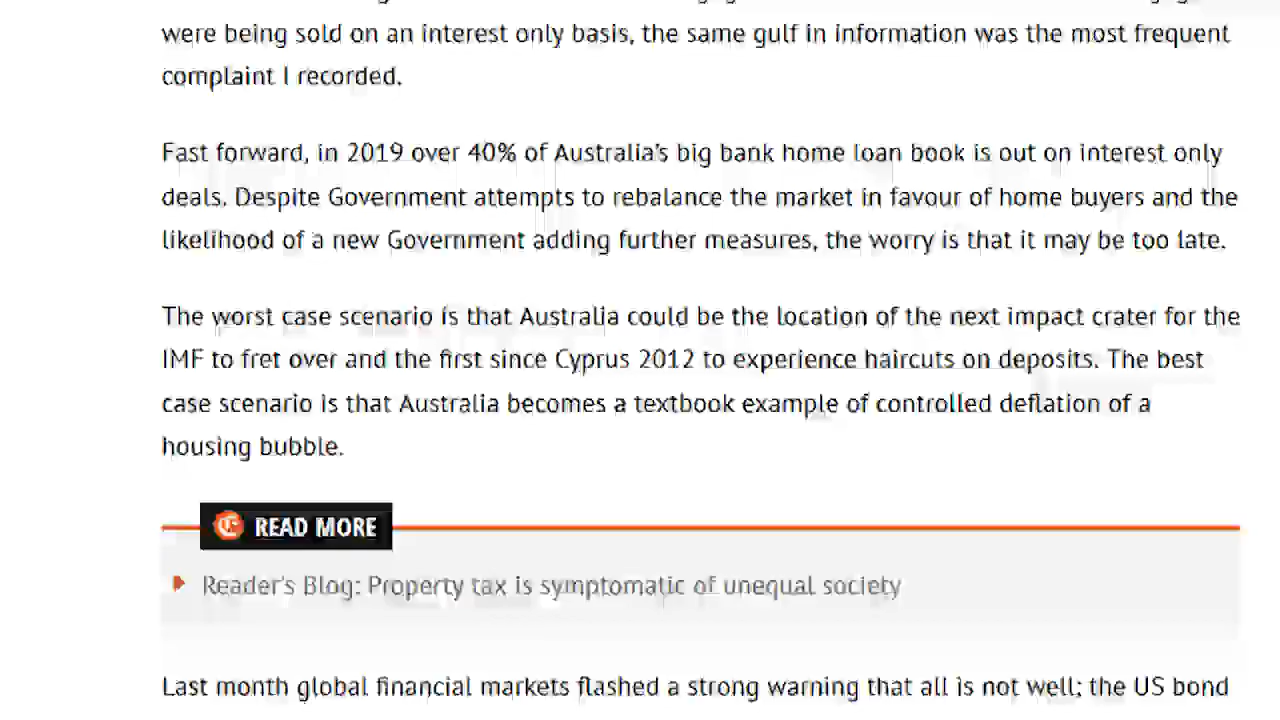 were being sold on an interest only basis, the same gulf in information was the most frequent
complaint I recorded.
Fast forward, in 2019 over 40% of Australia's big bank home loan book is out on interest only
deals. Despite Government attempts to rebalance the market in favour of home buyers and the
likelihood of a new Government adding further measures, the worry is that it may be too late.
The worst case scenario is that Australia could be the location of the next impact crater for the
IMF to fret over and the first since Cyprus 2012 to experience haircuts on deposits. The best
case scenario is that Australia becomes a textbook example of controlled deflation of a
housing bubble.
READ MORE
Reader's Blog: Property tax is symptomatic of unequal society
Last month global financial markets flashed a strong warning that all is not well; the US bond